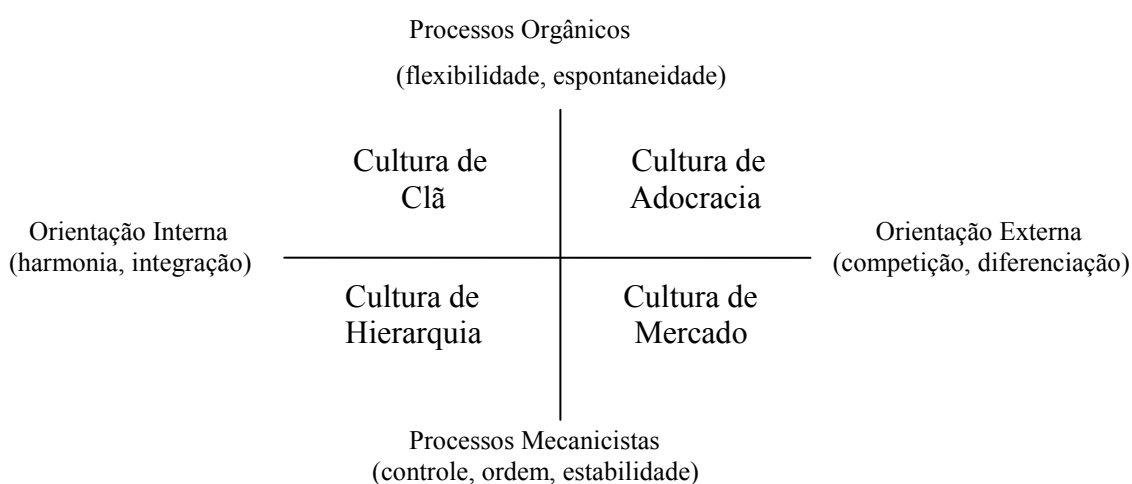 Processos Orgânicos
(flexibilidade, espontaneidade)
Cultura de
Clã
Cultura de
Adocracia
Orientação Interna
(harmonia, integração)
Orientação Externa
(competição, diferenciação)
Cultura de
Hierarquia
Cultura de
Mercado
Processos Mecanicistas
(controle, ordem, estabilidade)